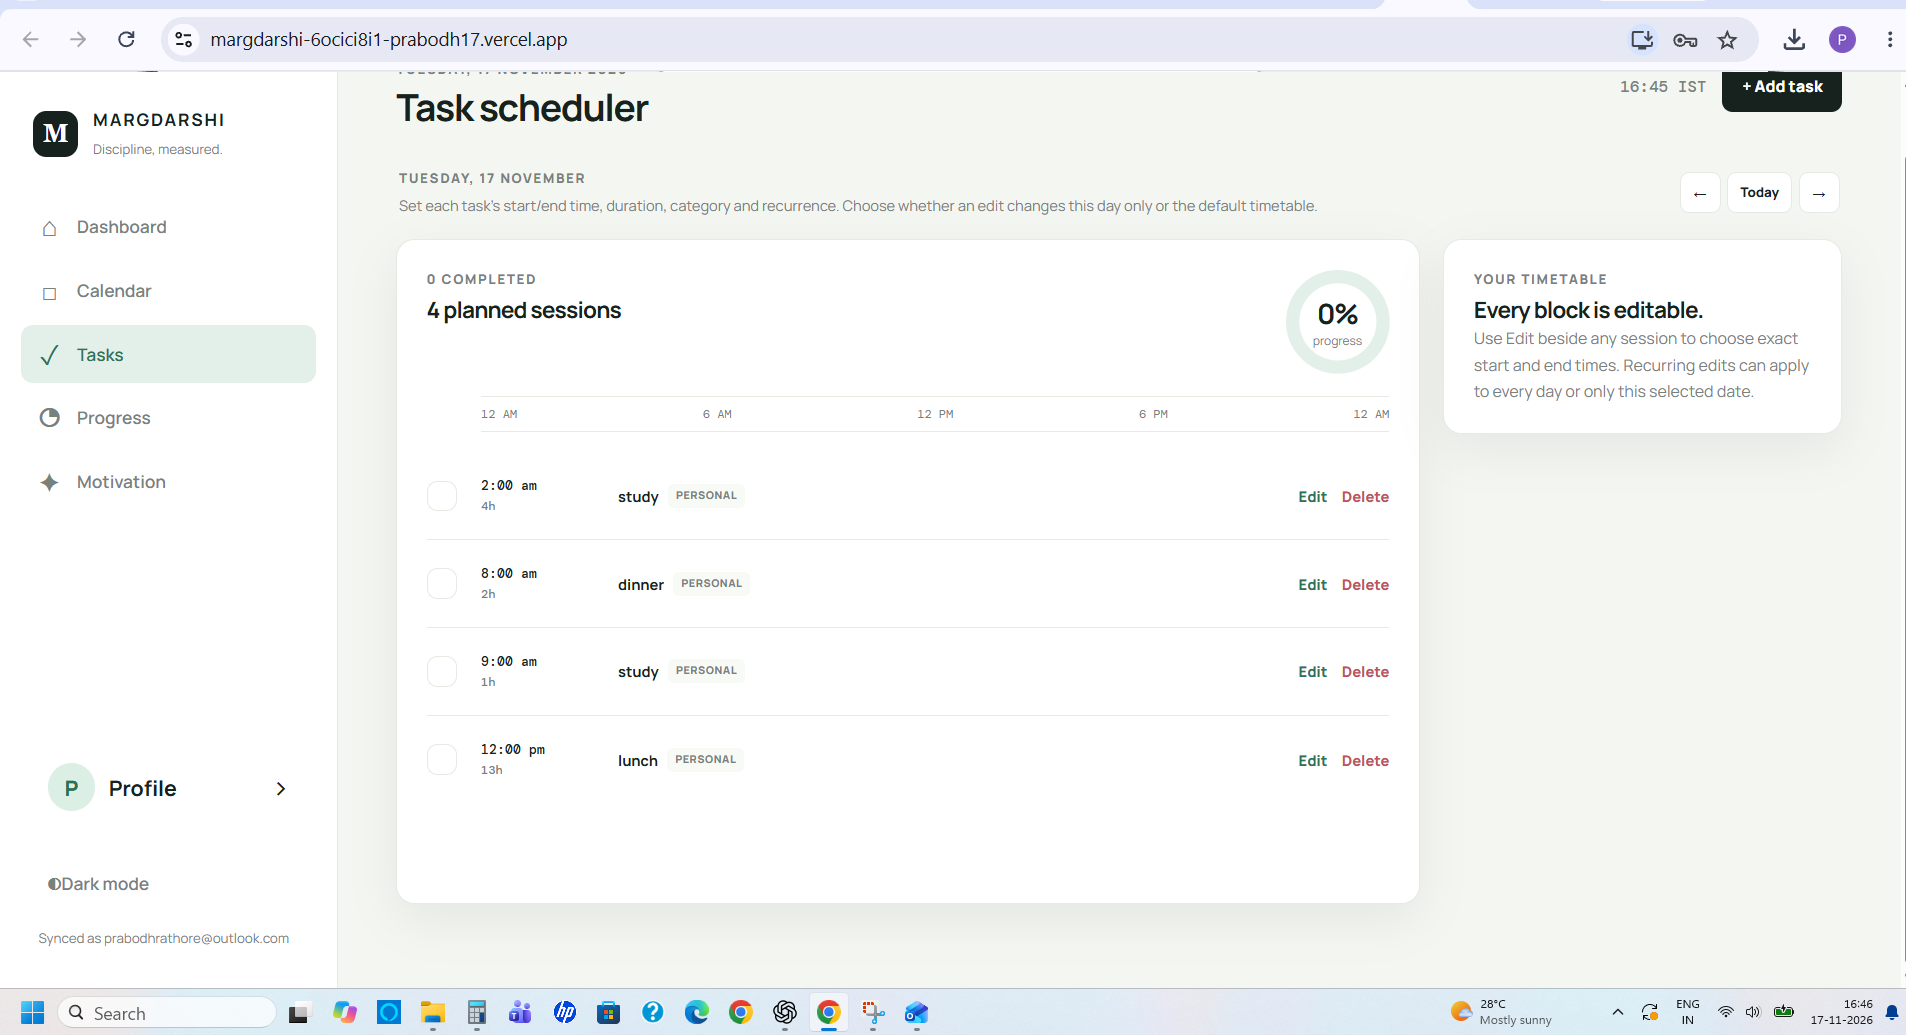 margdarshi-6ocici8i1-prabodh17.vercel.app
P
M
MARGDARSHI
Discipline, measured.
Dashboard
Calendar
Tasks
Progress
Motivation
P Profile
Dark mode
Synced as prabodhrathore@outlook.com
Task scheduler
16:45 IST
+ Add task
TUESDAY, 17 NOVEMBER
Set each task's start/end time, duration, category and recurrence. Choose whether an edit changes this day only or the default timetable.
← Today →
0 COMPLETED
4 planned sessions
0%
progress
12 AM 6 AM 12 PM 6 PM 12 AM
2:00 am
4h
study PERSONAL Edit Delete
8:00 am
2h
dinner PERSONAL Edit Delete
9:00 am
1h
study PERSONAL Edit Delete
12:00 pm
13h
lunch PERSONAL Edit Delete
YOUR TIMETABLE
Every block is editable.
Use Edit beside any session to choose exact
start and end times. Recurring edits can apply
to every day or only this selected date.
Search
28°C
Mostly sunny
ENG
IN
16:46
17-11-2026